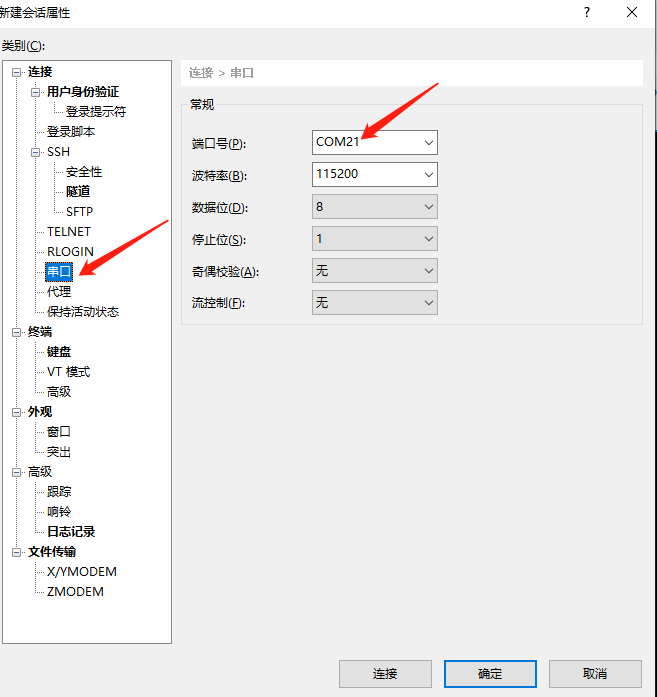 新建会话属性
?
类别(C):
连接
用户身份验证
登录提示符
登录脚本
SSH
安全性
隧道
SFTP
TELNET
RLOGIN
串口
代理
保持活动状态
终端
键盘
VT 模式
高级
外观
窗口
突出
高级
跟踪
响铃
日志记录
文件传输
X/YMODEM
ZMODEM
连接 > 串口
常规
端口号(P): COM21
波特率(B): 115200
数据位(D): 8
停止位(S): 1
奇偶校验(A): 无
流控制(F): 无
连接 确定 取消